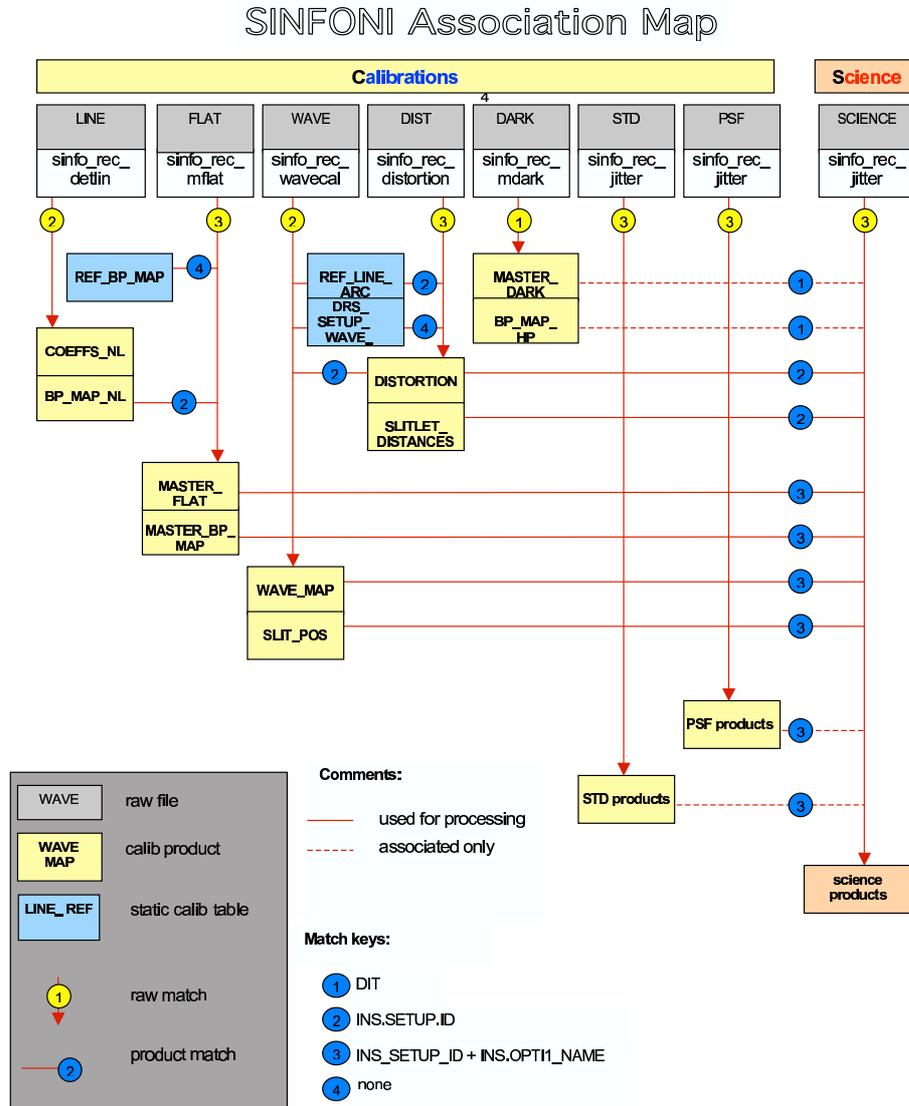 SINFONI Association Map
Calibrations
Science
4
LINE
FLAT
WAVE
DIST
DARK
STD
PSF
SCIENCE
sinfo_rec_
detlin
sinfo_rec_
mflat
sinfo_rec_
wavecal
sinfo_rec_
distortion
sinfo_rec_
mdark
sinfo_rec_
jitter
sinfo_rec_
jitter
sinfo_rec_
jitter
2
3
2
3
1
3
3
3
REF_BP_MAP
4
REF_LINE_
ARC
2
MASTER_
DARK
1
DRS_
SETUP_
WAVE_
4
BP_MAP_
HP
1
COEFFS_NL
2
DISTORTION
2
BP_MAP_NL
2
SLITLET_
DISTANCES
2
MASTER_
FLAT
3
MASTER_BP_
MAP
3
WAVE_MAP
3
SLIT_POS
3
PSF products
3
STD products
3
science
products
WAVE
raw file
WAVE
MAP
calib product
LINE_REF
static calib table
1
raw match
2
product match
Comments:
used for processing
associated only
Match keys:
1 DIT
2 INS.SETUP.ID
3 INS_SETUP_ID + INS.OPTI1_NAME
4 none